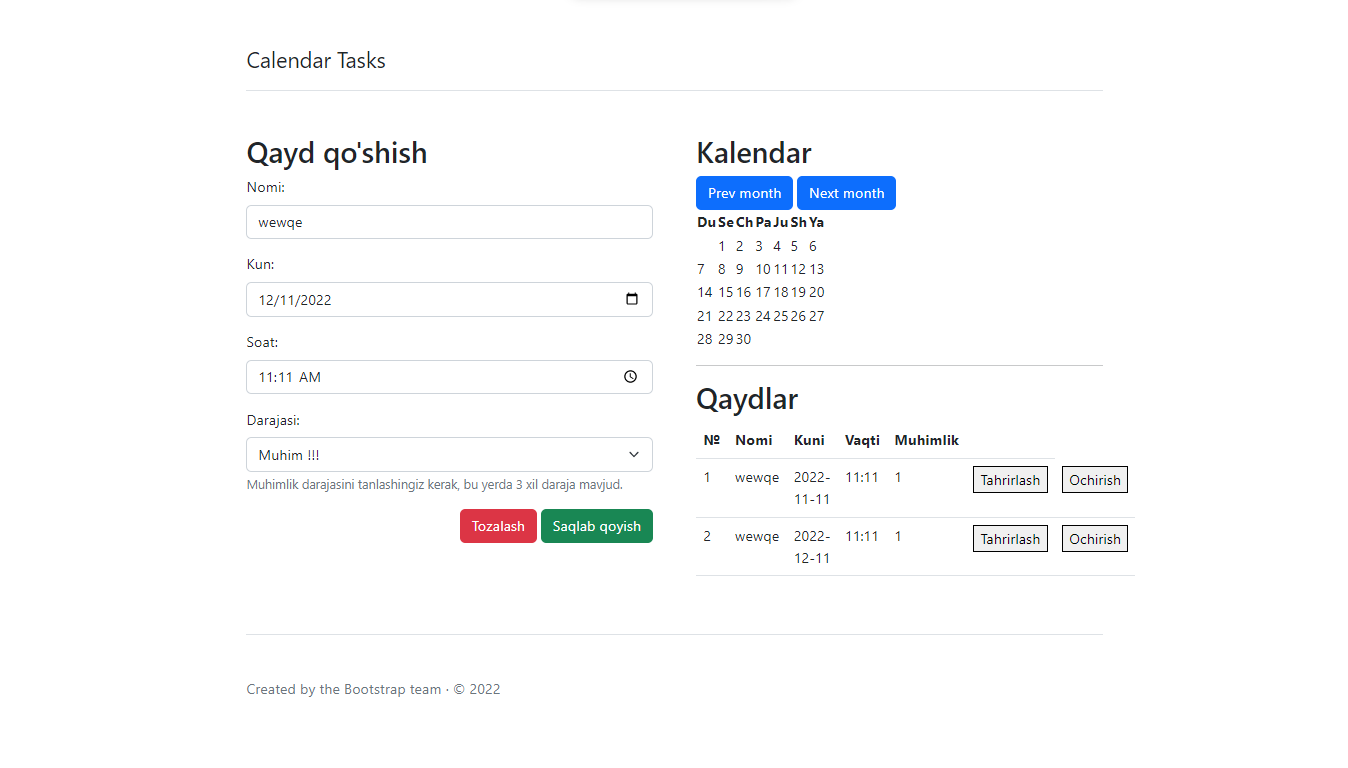 Calendar Tasks
Qayd qo'shish
Nomi:
wewqe
Kun:
12/11/2022
Soat:
11:11 AM
Darajasi:
Muhim !!!
Muhimlik darajasini tanlashingiz kerak, bu yerda 3 xil daraja mavjud.
Tozalash Saqlab qoyish
Kalendar
Prev month Next month
Du Se Ch Pa Ju Sh Ya
1 2 3 4 5 6
7 8 9 10 11 12 13
14 15 16 17 18 19 20
21 22 23 24 25 26 27
28 29 30
Qaydlar
№ Nomi Kuni Vaqti Muhimlik
1 wewqe 2022- 11:11 1 Tahrirlash Ochirish
11-11
2 wewqe 2022- 11:11 1 Tahrirlash Ochirish
12-11
Created by the Bootstrap team · © 2022